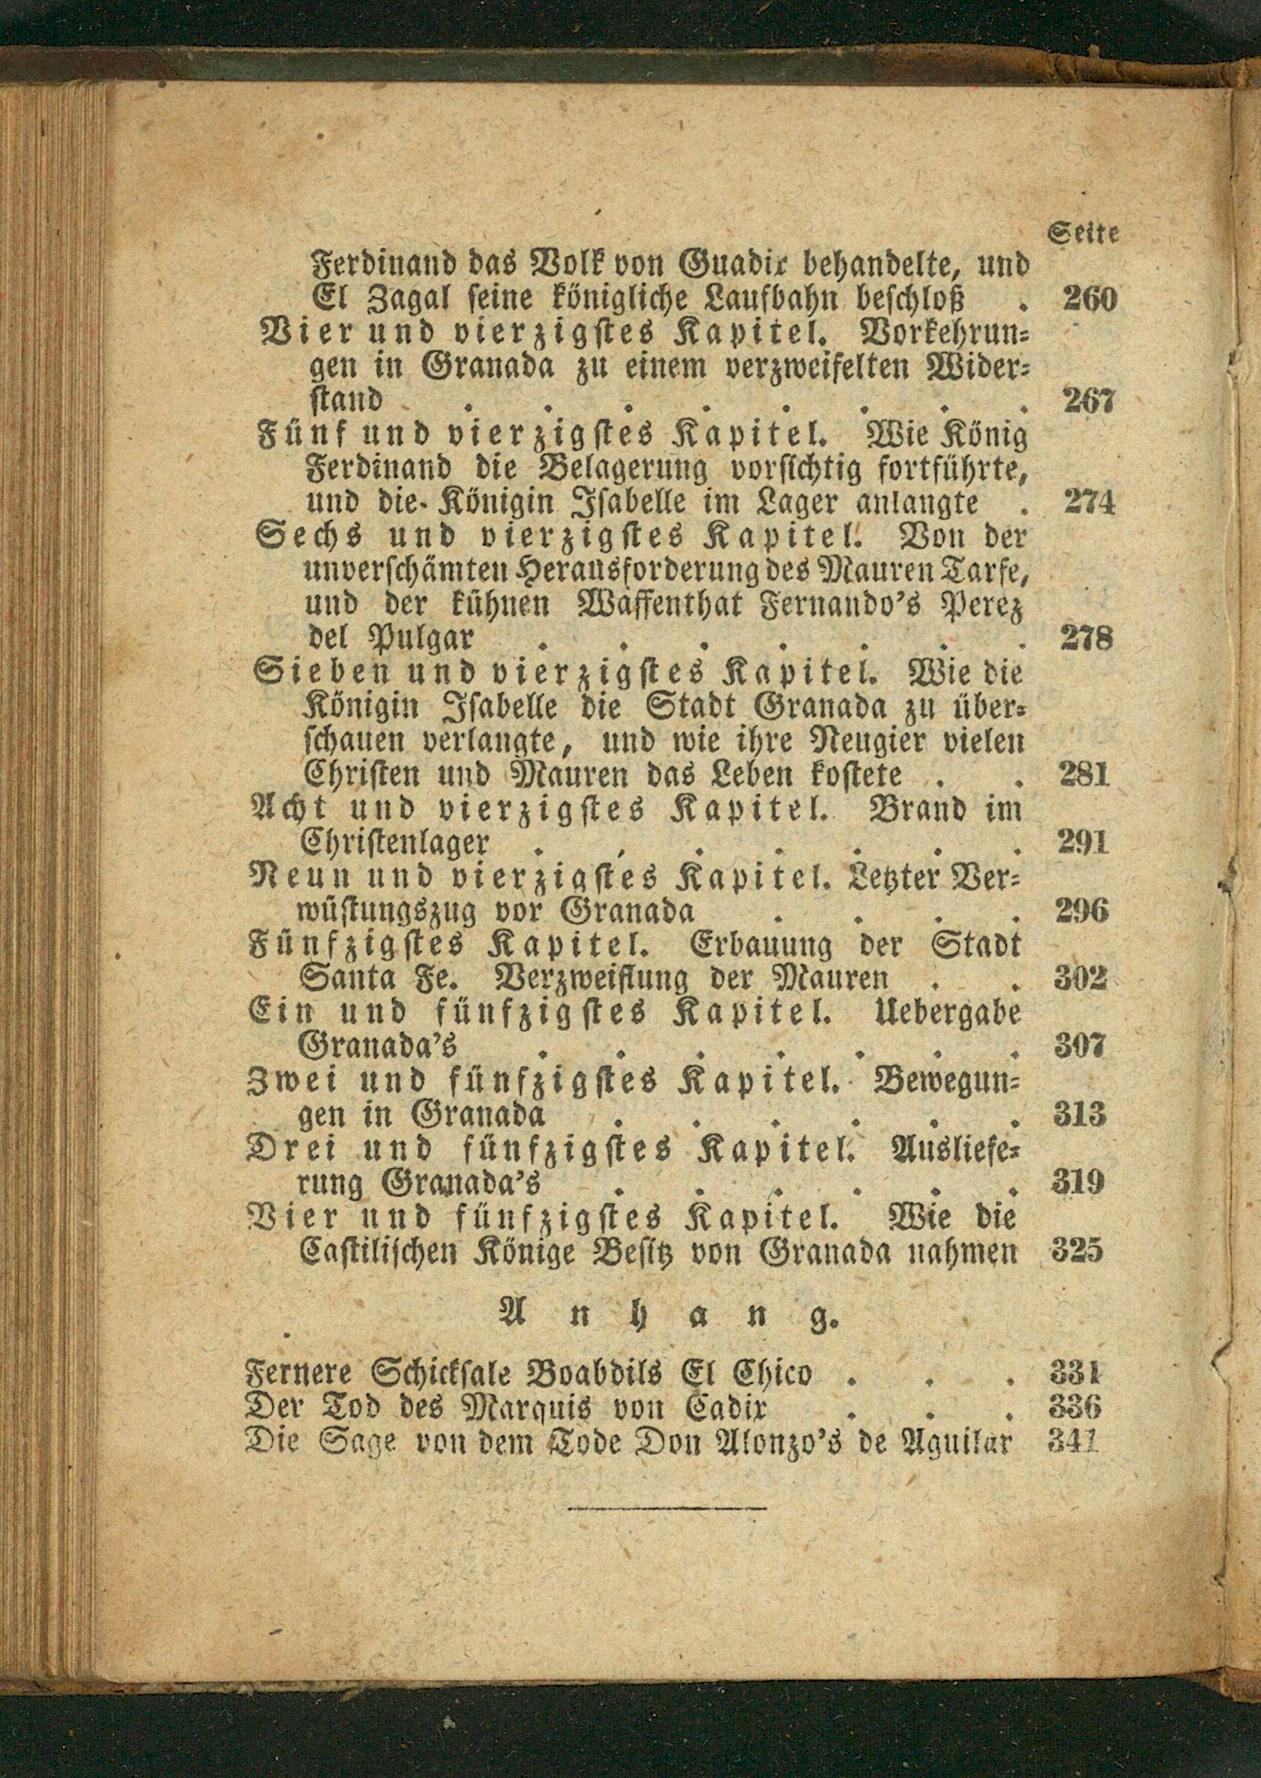 Seite
Ferdinand das Volk von Guadix behandelte, und
El Zagal seine königliche Laufbahn beschloß . 260
Vier und vierzigstes Kapitel. Vorkehrun-
gen in Granada zu einem verzweifelten Wider-
stand . . . . . . . . 267
Fünf und vierzigstes Kapitel. Wie König
Ferdinand die Belagerung vorsichtig fortführte,
und die Königin Isabelle im Lager anlangte . 274
Sechs und vierzigstes Kapitel. Von der
unverschämten Herausforderung des Mauren Tarfe,
und der kühnen Waffenthat Fernando's Perez
del Pulgar . . . . . . . 278
Sieben und vierzigstes Kapitel. Wie die
Königin Isabelle die Stadt Granada zu über-
schauen verlangte, und wie ihre Neugier vielen
Christen und Mauren das Leben kostete . . 281
Acht und vierzigstes Kapitel. Brand im
Christenlager . . . . . . . 291
Neun und vierzigstes Kapitel. Letzter Ver-
wüstungszug vor Granada . . . . 296
Fünfzigstes Kapitel. Erbauung der Stadt
Santa Fe. Verzweiflung der Mauren . . 302
Ein und fünfzigstes Kapitel. Uebergabe
Granada's . . . . . . . 307
Zwei und fünfzigstes Kapitel. Bewegun-
gen in Granada . . . . . . 313
Drei und fünfzigstes Kapitel. Ausliefe-
rung Granada's . . . . . . 319
Vier und fünfzigstes Kapitel. Wie die
Castilischen Könige Besitz von Granada nahmen 325
Anhang.
Fernere Schicksale Boabdils El Chico . . . 331
Der Tod des Marquis von Cadix . . . 336
Die Sage von dem Tode Don Alonzo's de Aguilar 341